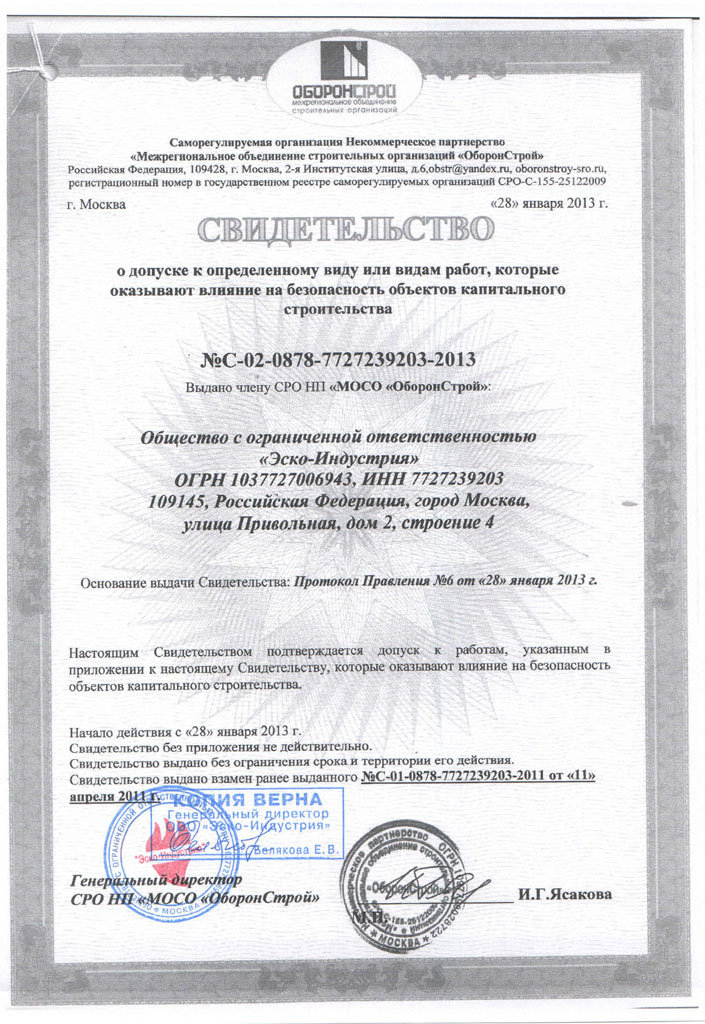 ОБОРОНСТРОЙ
межрегиональное объединение
строительных организаций
Саморегулируемая организация Некоммерческое партнерство
«Межрегиональное объединение строительных организаций «ОборонСтрой»
Российская Федерация, 109428, г. Москва, 2-я Институтская улица, д.6,obstr@yandex.ru, oboronstroy-sro.ru,
регистрационный номер в государственном реестре саморегулируемых организаций СРО-С-155-25122009
г. Москва «28» января 2013 г.
СВИДЕТЕЛЬСТВО
о допуске к определенному виду или видам работ, которые
оказывают влияние на безопасность объектов капитального
строительства
№С-02-0878-7727239203-2013
Выдано члену СРО НП «МОСО «ОборонСтрой»:
Общество с ограниченной ответственностью
«Эско-Индустрия»
ОГРН 1037727006943, ИНН 7727239203
109145, Российская Федерация, город Москва,
улица Привольная, дом 2, строение 4
Основание выдачи Свидетельства: Протокол Правления №6 от «28» января 2013 г.
Настоящим Свидетельством подтверждается допуск к работам, указанным в
приложении к настоящему Свидетельству, которые оказывают влияние на безопасность
объектов капитального строительства.
Начало действия с «28» января 2013 г.
Свидетельство без приложения не действительно.
Свидетельство выдано без ограничения срока и территории его действия.
Свидетельство выдано взамен ранее выданного №С-01-0878-7727239203-2011 от «11»
апреля 2011 г.
КОПИЯ ВЕРНА
Генеральный директор
ООО «Эско-Индустрия»
Белякова Е.В.
"Эско-Индустрия"
МОСКВА
Генеральный директор
СРО НП «МОСО «ОборонСтрой»
«ОборонСтрой»
М.П.
МОСКВА
И.Г.Ясакова